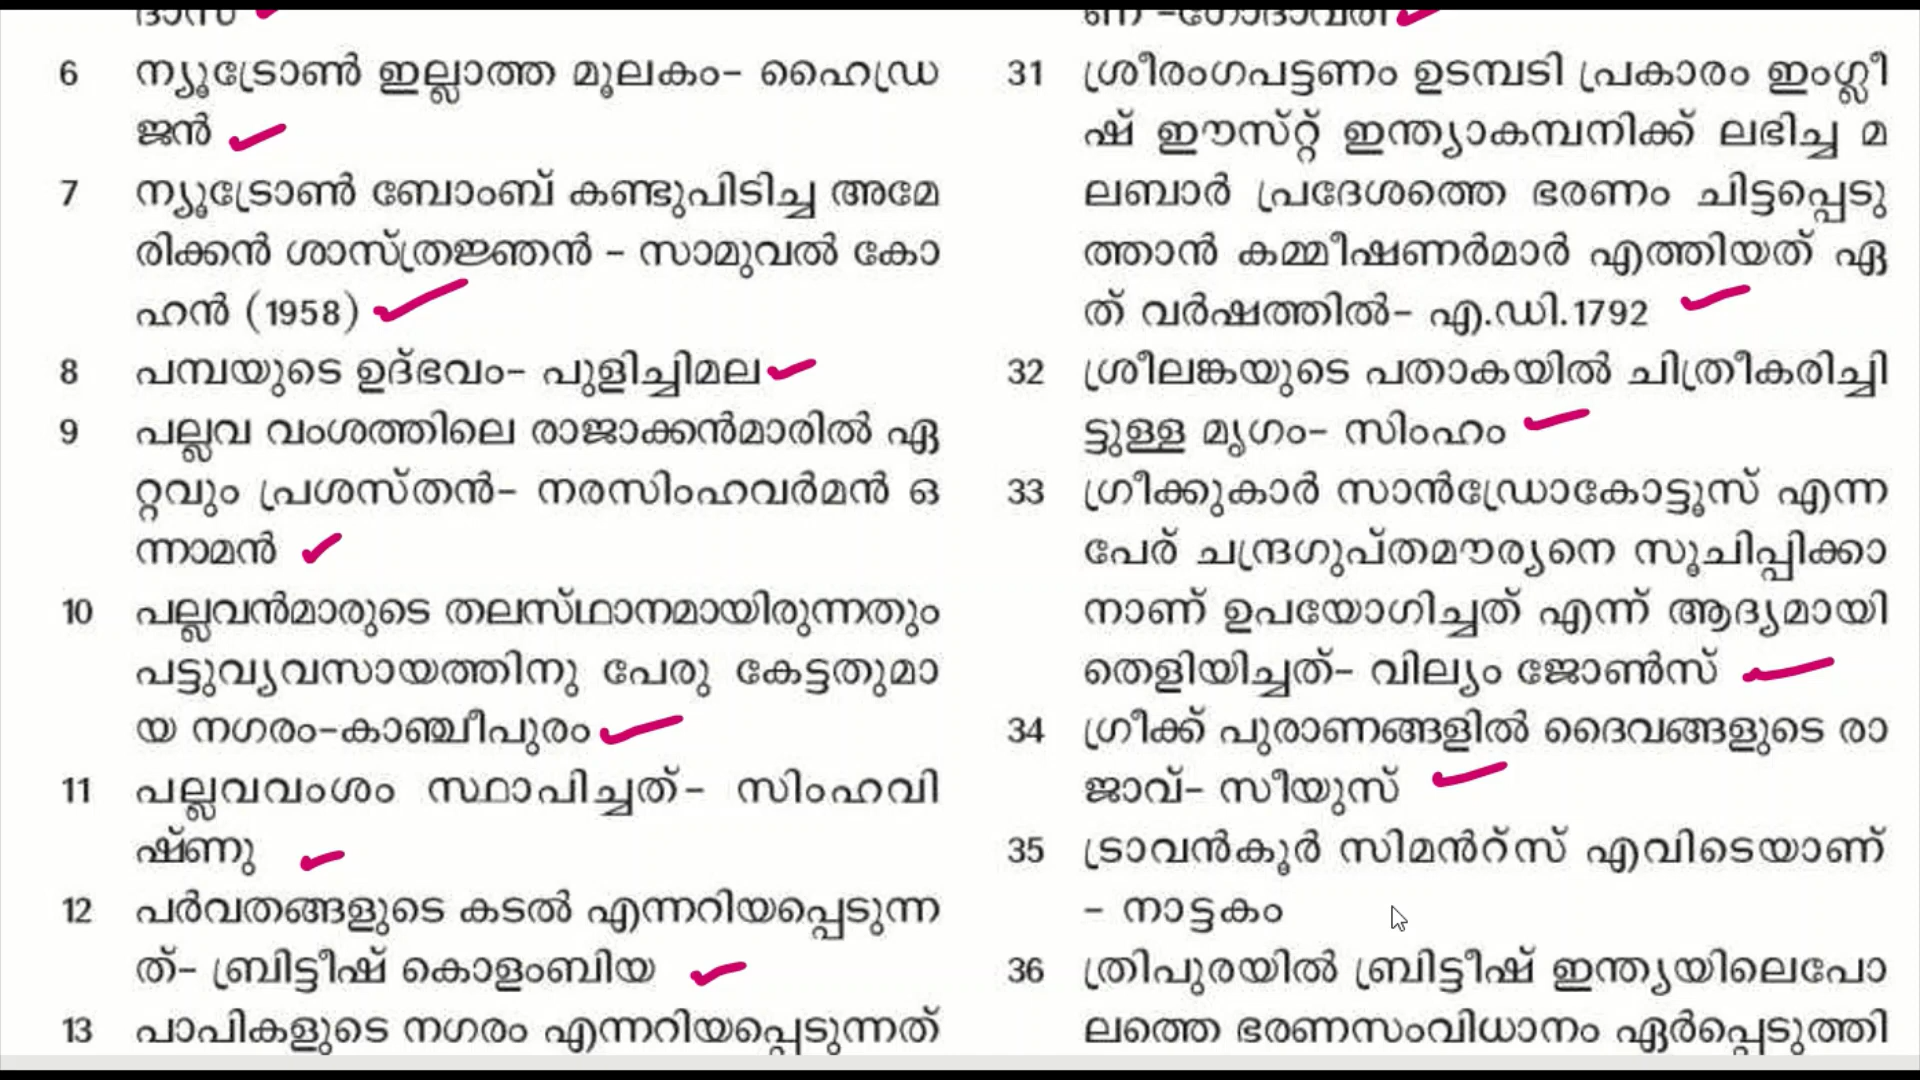 ദാസ്
6 ന്യൂട്രോൺ ഇല്ലാത്ത മൂലകം- ഹൈഡ്ര
ജൻ
7 ന്യൂട്രോൺ ബോംബ് കണ്ടുപിടിച്ച അമേ
രിക്കൻ ശാസ്ത്രജ്ഞൻ - സാമുവൽ കോ
ഹൻ (1958)
8 പമ്പയുടെ ഉദ്ഭവം- പുളിച്ചിമല
9 പല്ലവ വംശത്തിലെ രാജാക്കൻമാരിൽ ഏ
റ്റവും പ്രശസ്തൻ- നരസിംഹവർമൻ ഒ
ന്നാമൻ
10 പല്ലവൻമാരുടെ തലസ്ഥാനമായിരുന്നതും
പട്ടുവ്യവസായത്തിനു പേരു കേട്ടതുമാ
യ നഗരം-കാഞ്ചീപുരം
11 പല്ലവവംശം സ്ഥാപിച്ചത്- സിംഹവി
ഷ്ണു
12 പർവതങ്ങളുടെ കടൽ എന്നറിയപ്പെടുന്ന
ത്- ബ്രിട്ടീഷ് കൊളംബിയ
13 പാപികളുടെ നഗരം എന്നറിയപ്പെടുന്നത്
ണ -ഗോദാവരി
31 ശ്രീരംഗപട്ടണം ഉടമ്പടി പ്രകാരം ഇംഗ്ലീ
ഷ് ഈസ്റ്റ് ഇന്ത്യാകമ്പനിക്ക് ലഭിച്ച മ
ലബാർ പ്രദേശത്തെ ഭരണം ചിട്ടപ്പെടു
ത്താൻ കമ്മീഷണർമാർ എത്തിയത് ഏ
ത് വർഷത്തിൽ- എ.ഡി.1792
32 ശ്രീലങ്കയുടെ പതാകയിൽ ചിത്രീകരിച്ചി
ട്ടുള്ള മൃഗം- സിംഹം
33 ഗ്രീക്കുകാർ സാൻഡ്രോകോട്ടൂസ് എന്ന
പേര് ചന്ദ്രഗുപ്തമൗര്യനെ സൂചിപ്പിക്കാ
നാണ് ഉപയോഗിച്ചത് എന്ന് ആദ്യമായി
തെളിയിച്ചത്- വില്യം ജോൺസ്
34 ഗ്രീക്ക് പുരാണങ്ങളിൽ ദൈവങ്ങളുടെ രാ
ജാവ്- സീയുസ്
35 ട്രാവൻകൂർ സിമൻറ്സ് എവിടെയാണ്
- നാട്ടകം
36 ത്രിപുരയിൽ ബ്രിട്ടീഷ് ഇന്ത്യയിലെപോ
ലത്തെ ഭരണസംവിധാനം ഏർപ്പെടുത്തി